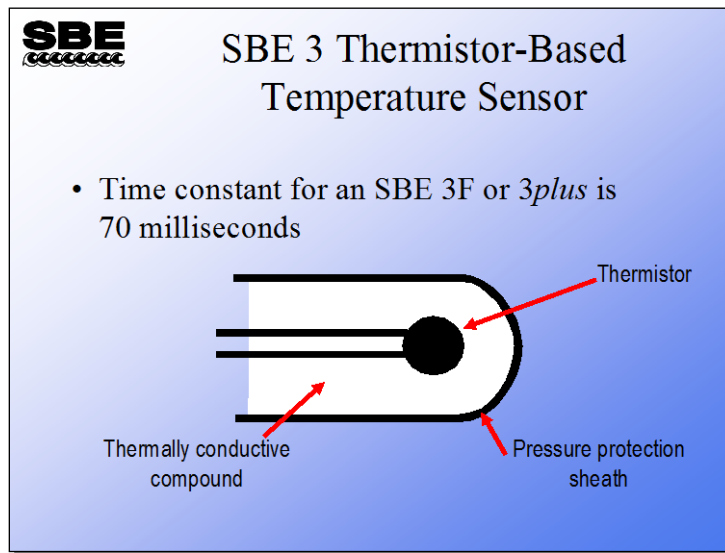 SBE
SBE 3 Thermistor-Based
Temperature Sensor
• Time constant for an SBE 3F or 3plus is
70 milliseconds
Thermistor
Thermally conductive
compound
Pressure protection
sheath